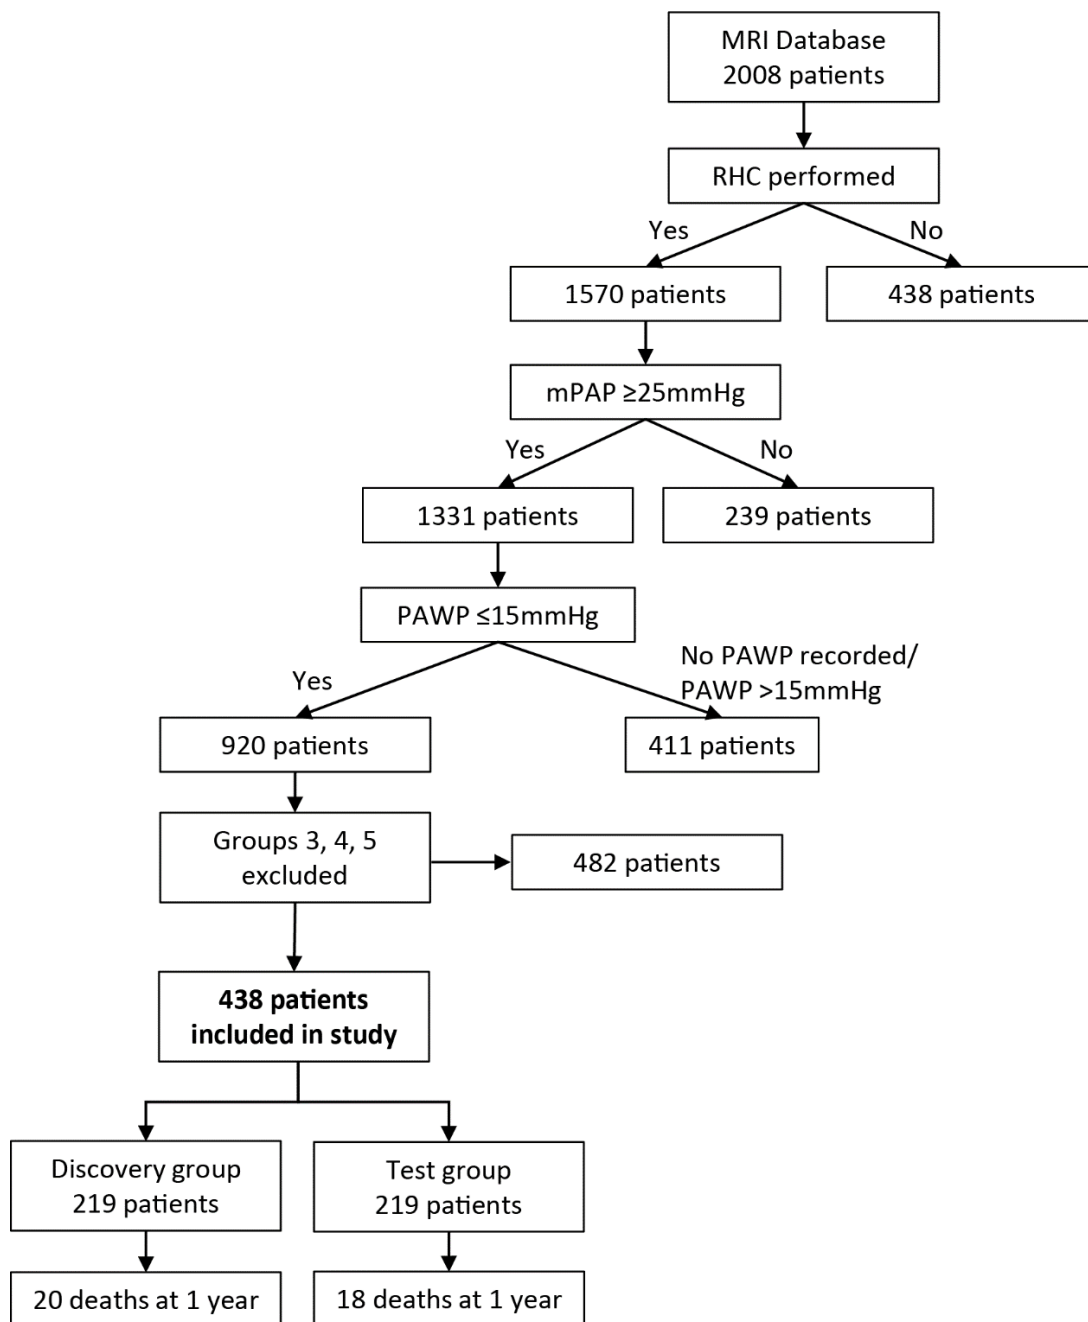 MRI Database
2008 patients
RHC performed
Yes
No
1570 patients
438 patients
mPAP ≥25mmHg
Yes
No
1331 patients
239 patients
PAWP ≤15mmHg
Yes
No PAWP recorded/
PAWP >15mmHg
920 patients
411 patients
Groups 3, 4, 5
excluded
482 patients
438 patients
included in study
Discovery group
219 patients
Test group
219 patients
20 deaths at 1 year
18 deaths at 1 year